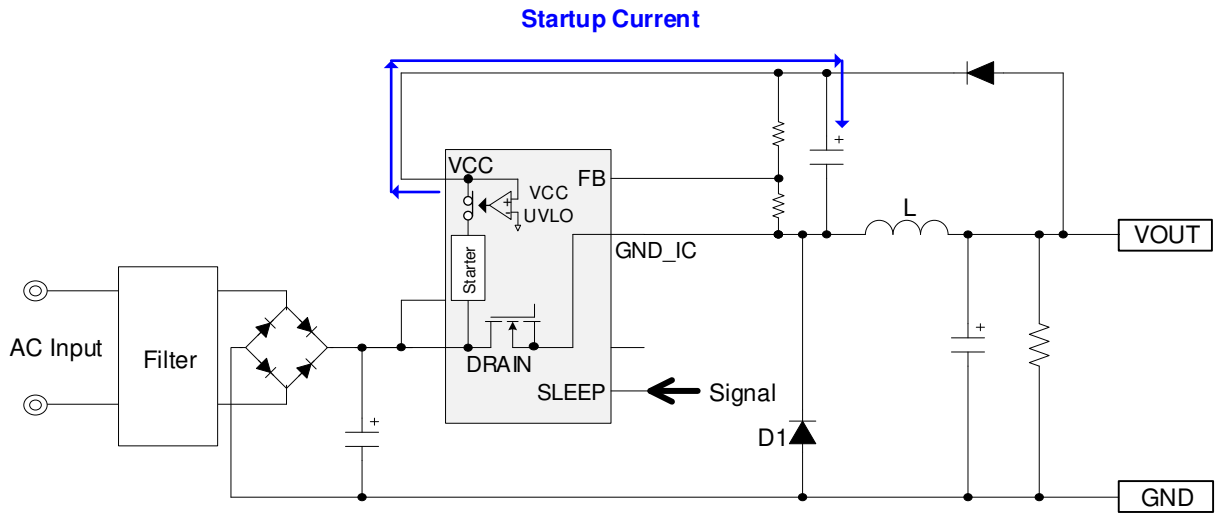 Startup Current
VCC
FB
VCC
UVLO
Starter
GND_IC
L
VOUT
AC Input
Filter
DRAIN
SLEEP
Signal
D1
GND